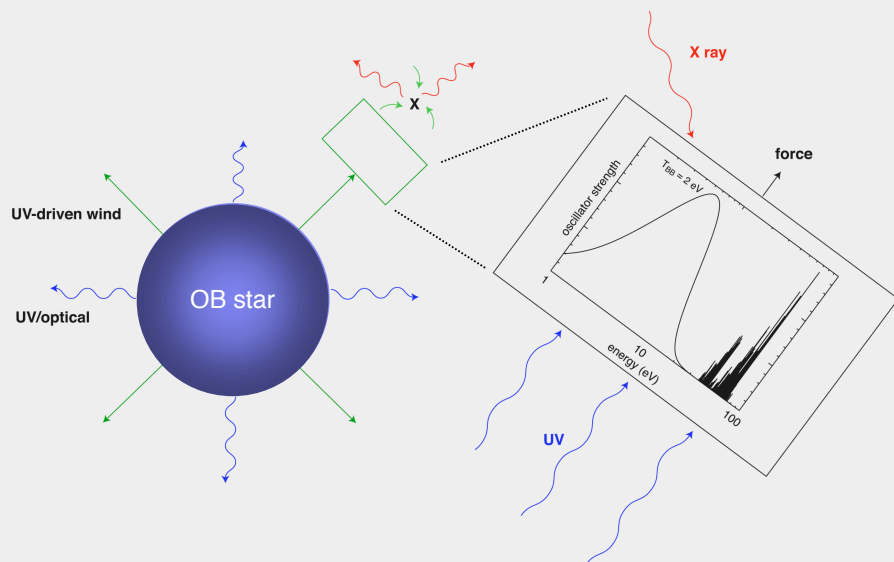 UV-driven wind
UV/optical
OB star
X
X ray
force
oscillator strength
T_BB = 2 eV
1
10
energy (eV)
100
UV